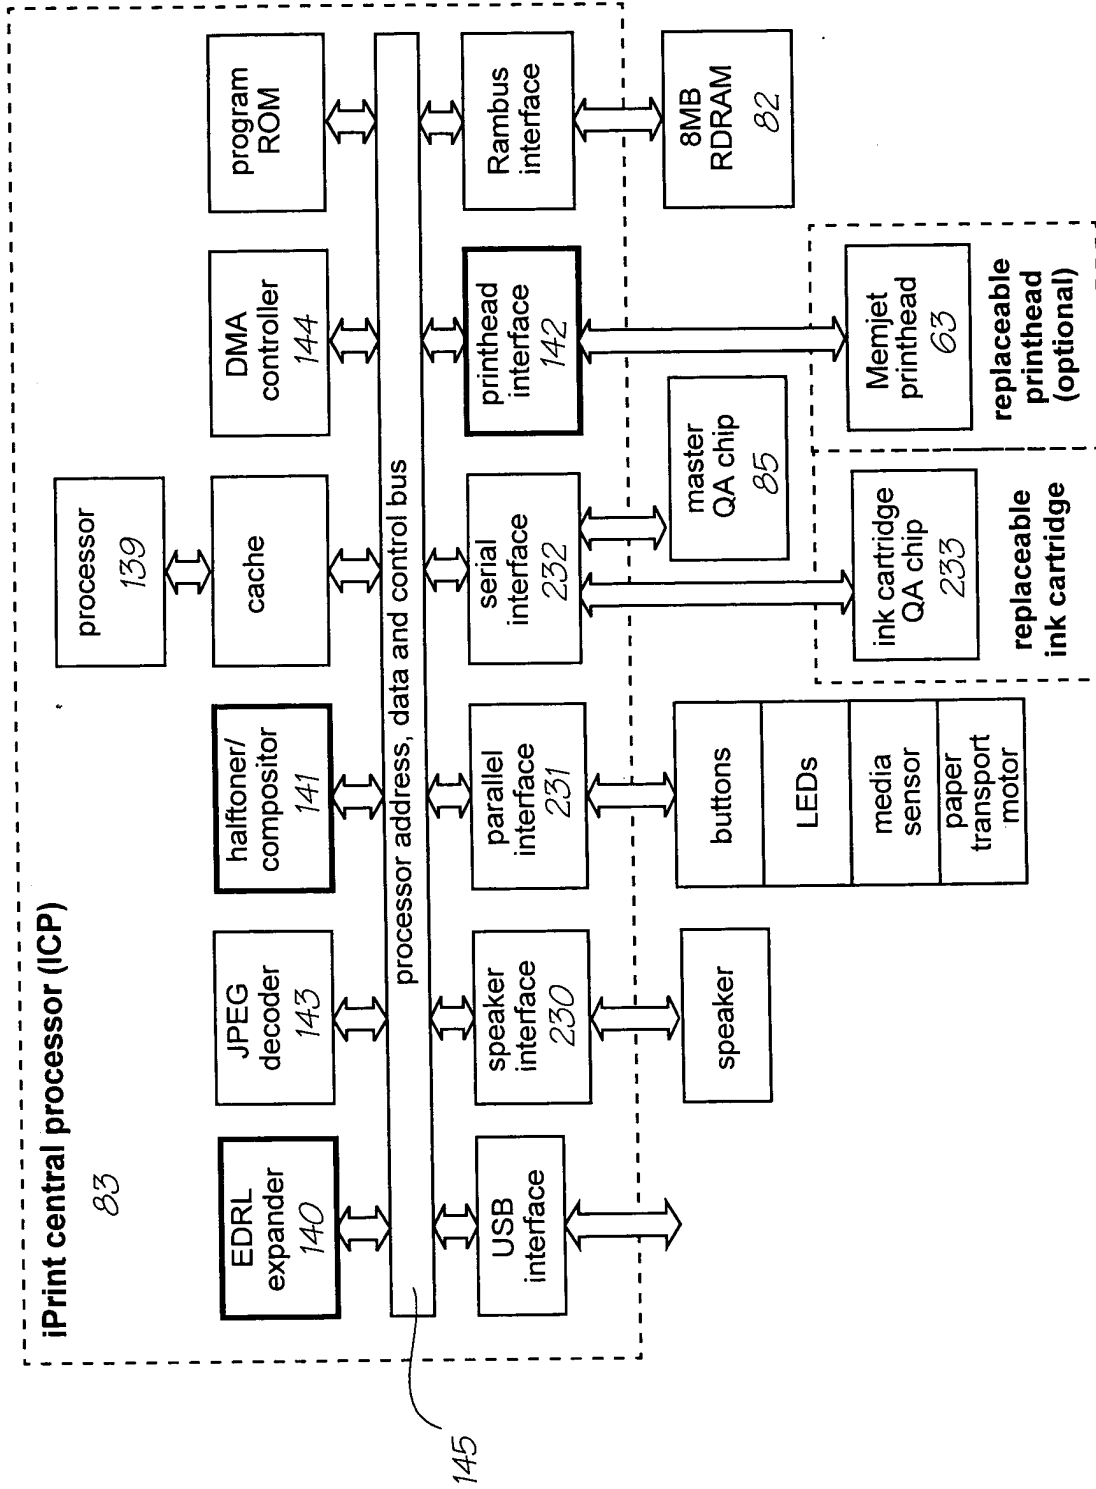 iPrint central processor (ICP)
83
processor
139
EDRL
expander
140
JPEG
decoder
143
halftoner/
compositor
141
cache
DMA
controller
144
program
ROM
processor address, data and control bus
145
USB
interface
speaker
interface
230
parallel
interface
231
serial
interface
232
printhead
interface
142
Rambus
interface
speaker
buttons
LEDs
media
sensor
paper
transport
motor
master
QA chip
85
8MB
RDRAM
82
ink cartridge
QA chip
233
replaceable
ink cartridge
Memjet
printhead
63
replaceable
printhead
(optional)